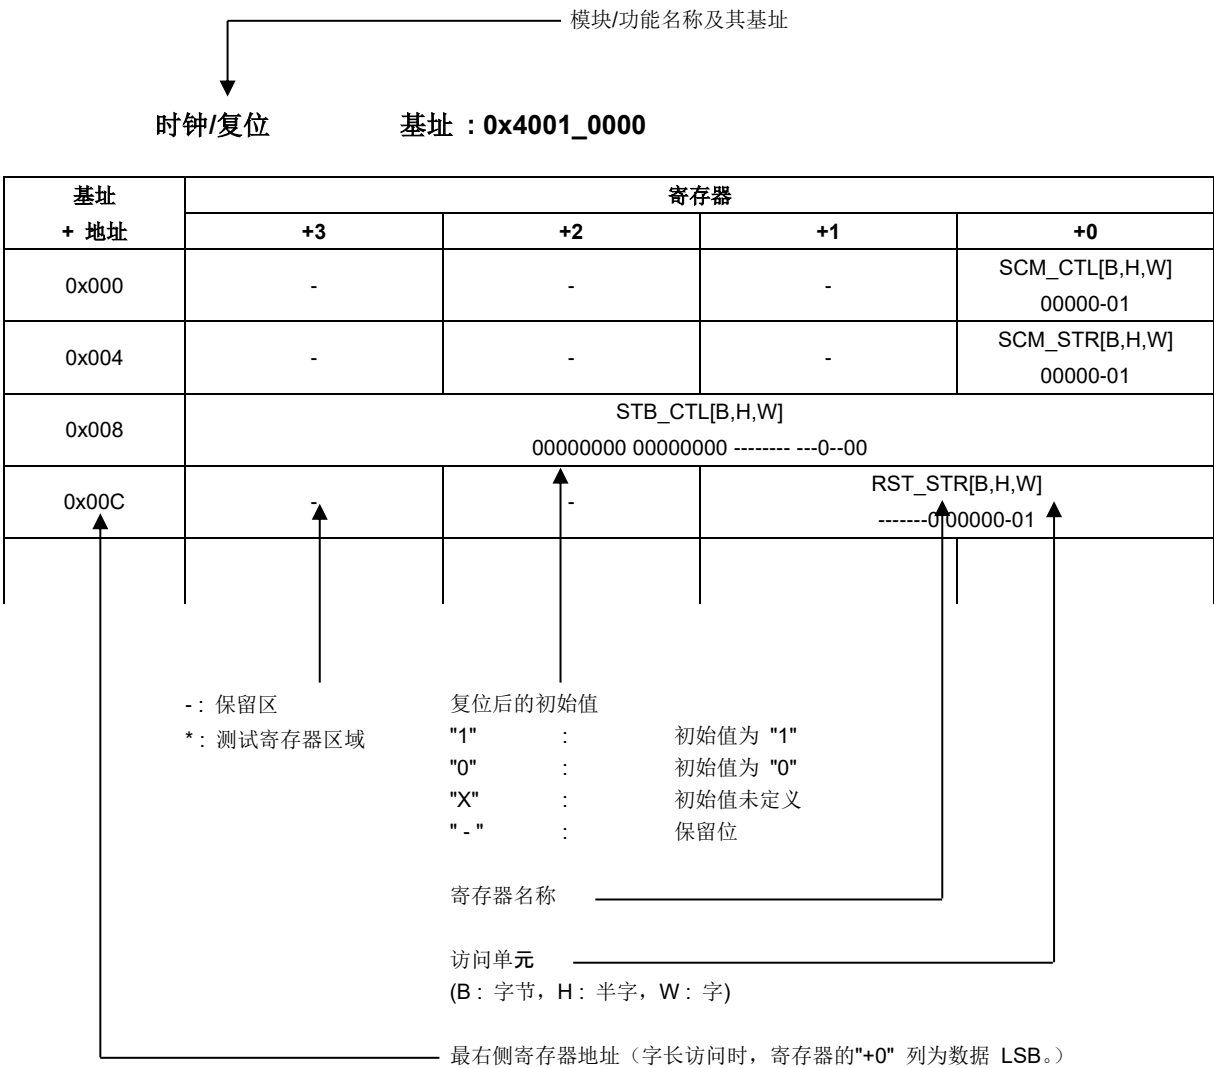 模块/功能名称及其基址
时钟/复位 基址 : 0x4001_0000
基址 寄存器
+ 地址 +3 +2 +1 +0
0x000 - - - SCM_CTL[B,H,W]
00000-01
0x004 - - - SCM_STR[B,H,W]
00000-01
0x008 STB_CTL[B,H,W]
00000000 00000000 -------- ---0--00
0x00C - - RST_STR[B,H,W]
-------0 00000-01
- : 保留区
* : 测试寄存器区域
复位后的初始值
"1" : 初始值为 "1"
"0" : 初始值为 "0"
"X" : 初始值未定义
" - " : 保留位
寄存器名称
访问单元
(B : 字节，H : 半字，W : 字)
最右侧寄存器地址（字长访问时，寄存器的"+0" 列为数据 LSB。）